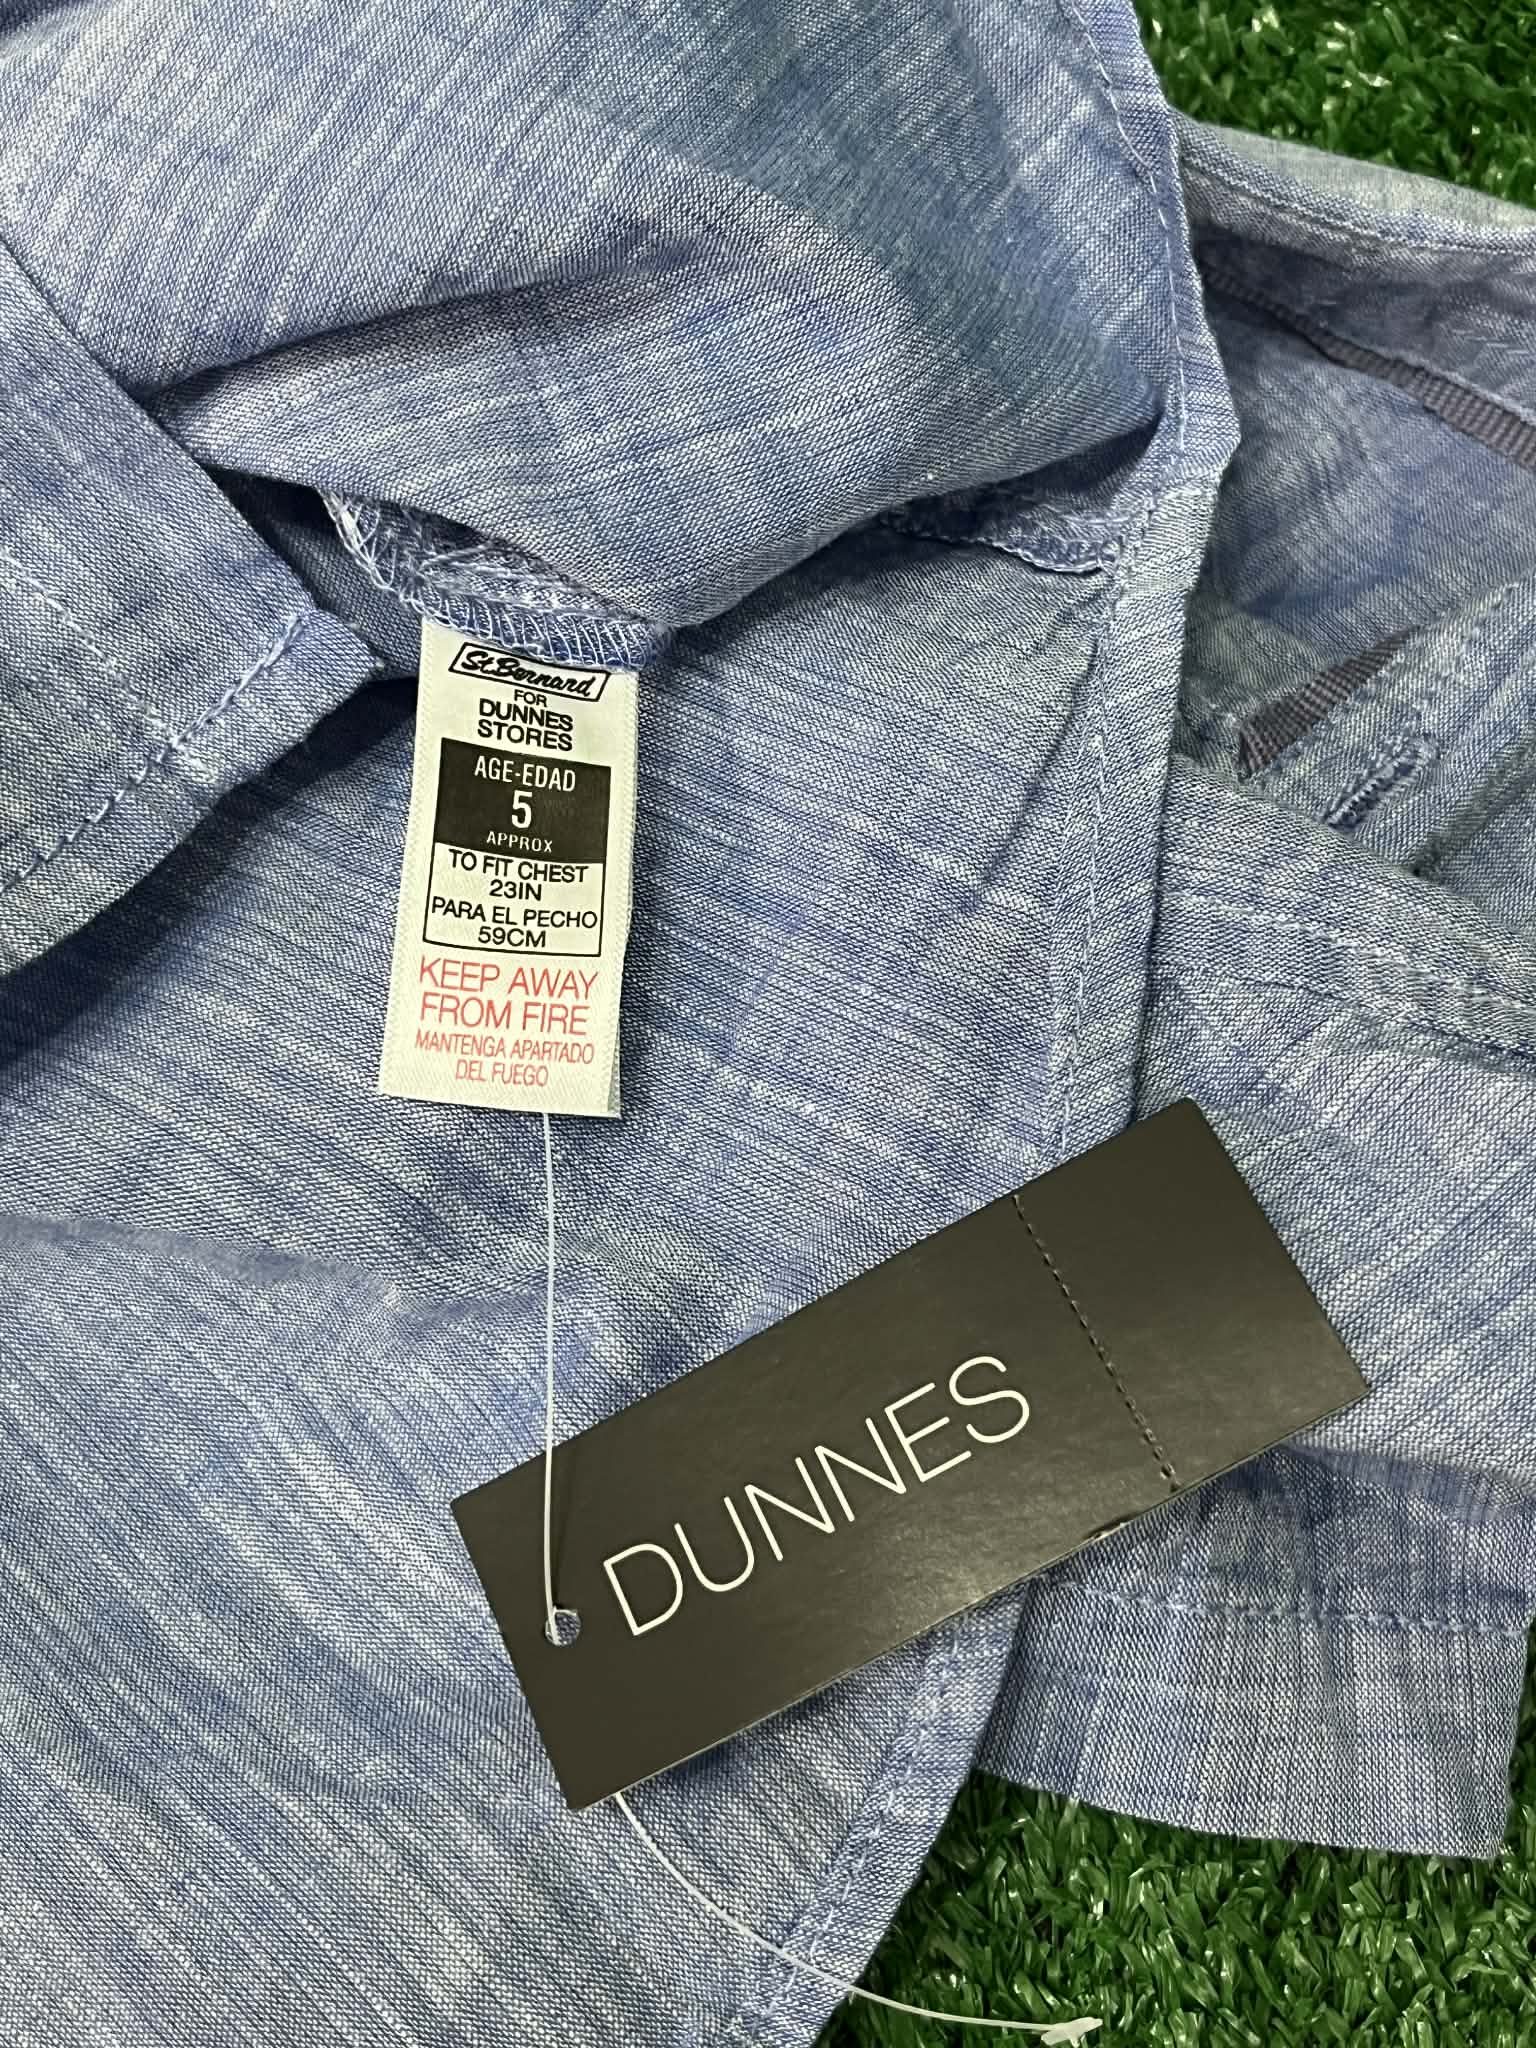 St. Bernard
FOR
DUNNES
STORES
AGE-EDAD
5
APPROX
TO FIT CHEST
23IN
PARA EL PECHO
59CM
KEEP AWAY
FROM FIRE
MANTENGA APARTADO
DEL FUEGO
DUNNES